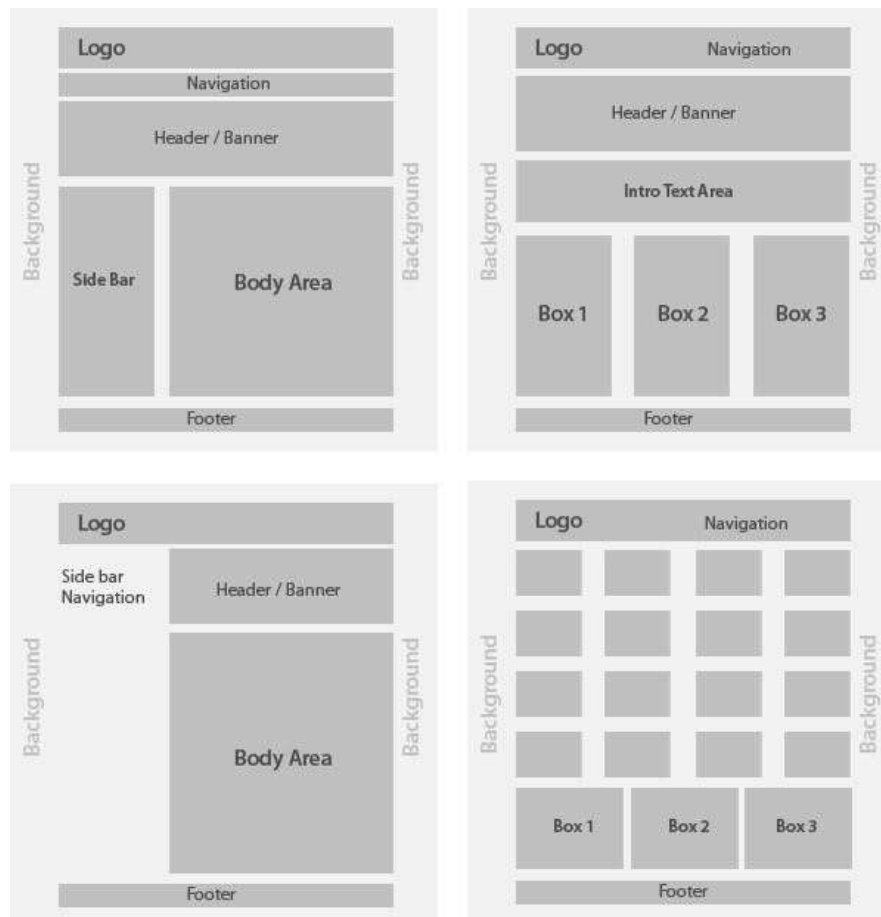 Logo
Navigation
Header / Banner
Background
Background
Side Bar
Body Area
Footer
Logo
Navigation
Header / Banner
Background
Background
Intro Text Area
Box 1
Box 2
Box 3
Footer
Logo
Side bar
Navigation
Header / Banner
Background
Background
Body Area
Footer
Logo
Navigation
Background
Background
Box 1
Box 2
Box 3
Footer